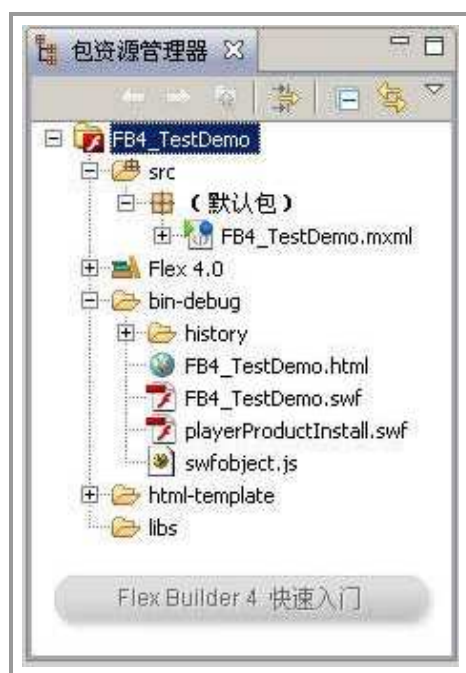 包资源管理器
FB4_TestDemo
src
(默认包)
FB4_TestDemo.mxml
Flex 4.0
bin-debug
history
FB4_TestDemo.html
FB4_TestDemo.swf
playerProductInstall.swf
swfobject.js
html-template
libs
Flex Builder 4 快速入门